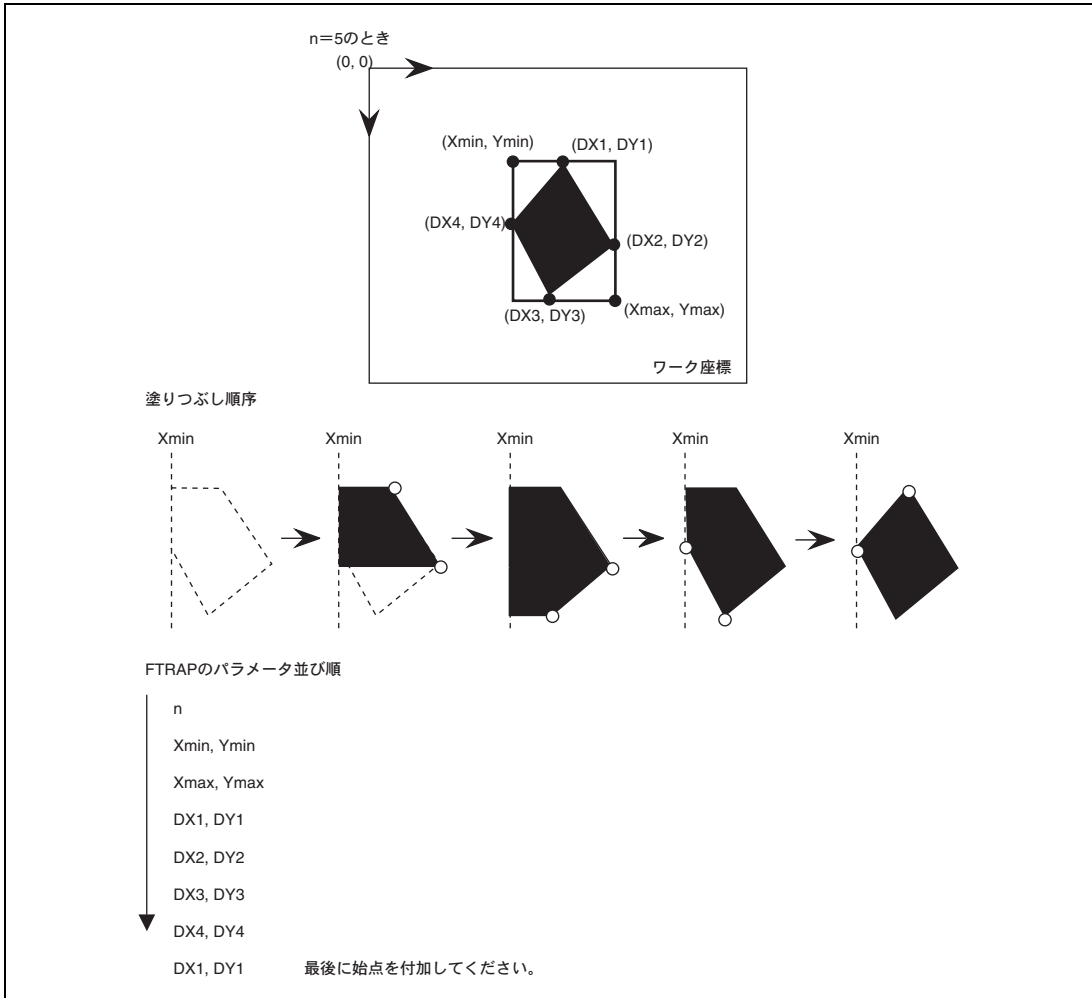 n=5のとき
(0, 0)
(Xmin, Ymin)
(DX1, DY1)
(DX4, DY4)
(DX2, DY2)
(DX3, DY3)
(Xmax, Ymax)
ワーク座標
塗りつぶし順序
Xmin
Xmin
Xmin
Xmin
Xmin
FTRAPのパラメータ並び順
n
Xmin, Ymin
Xmax, Ymax
DX1, DY1
DX2, DY2
DX3, DY3
DX4, DY4
DX1, DY1 最後に始点を付加してください。